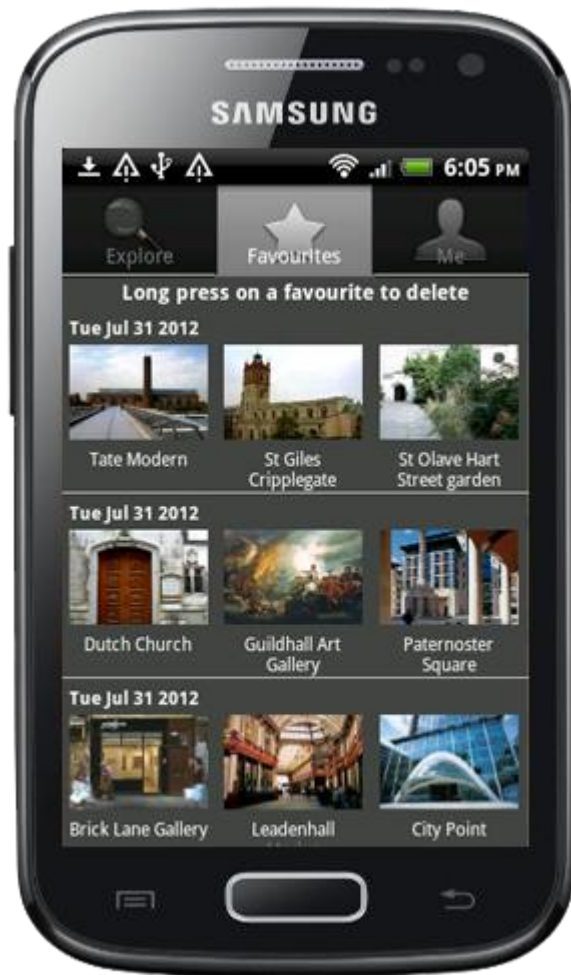 SAMSUNG
6:05 PM
Explore
Favourites
Me
Long press on a favourite to delete
Tue Jul 31 2012
Tate Modern
St Giles
Cripplegate
St Olave Hart
Street garden
Tue Jul 31 2012
Dutch Church
Guildhall Art
Gallery
Paternoster
Square
Tue Jul 31 2012
Brick Lane Gallery
Leadenhall
City Point